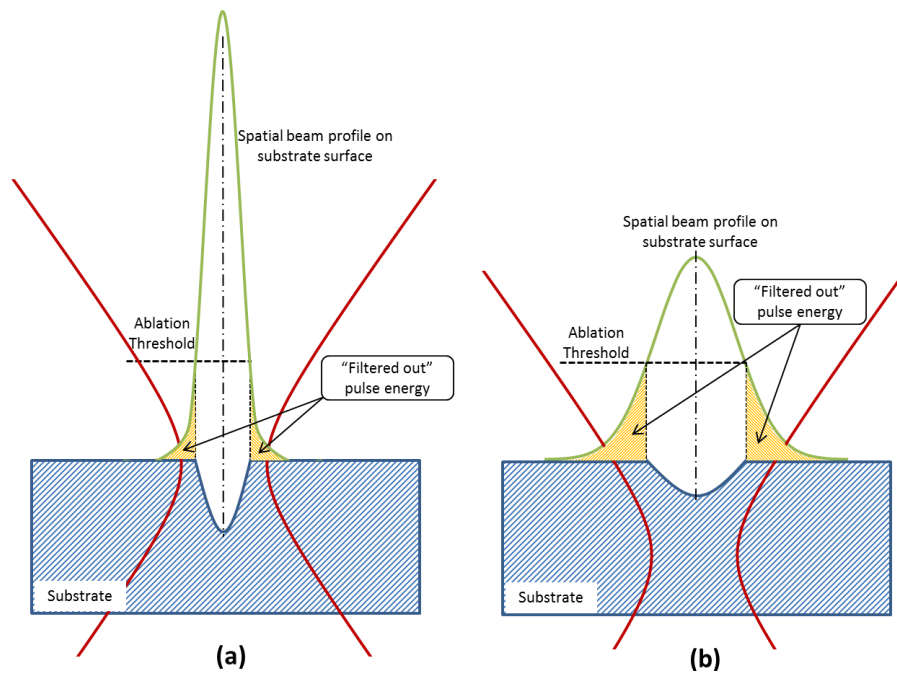 Spatial beam profile on
substrate surface
Ablation
Threshold
“Filtered out”
pulse energy
Substrate
(a)
Spatial beam profile on
substrate surface
“Filtered out”
pulse energy
Ablation
Threshold
Substrate
(b)